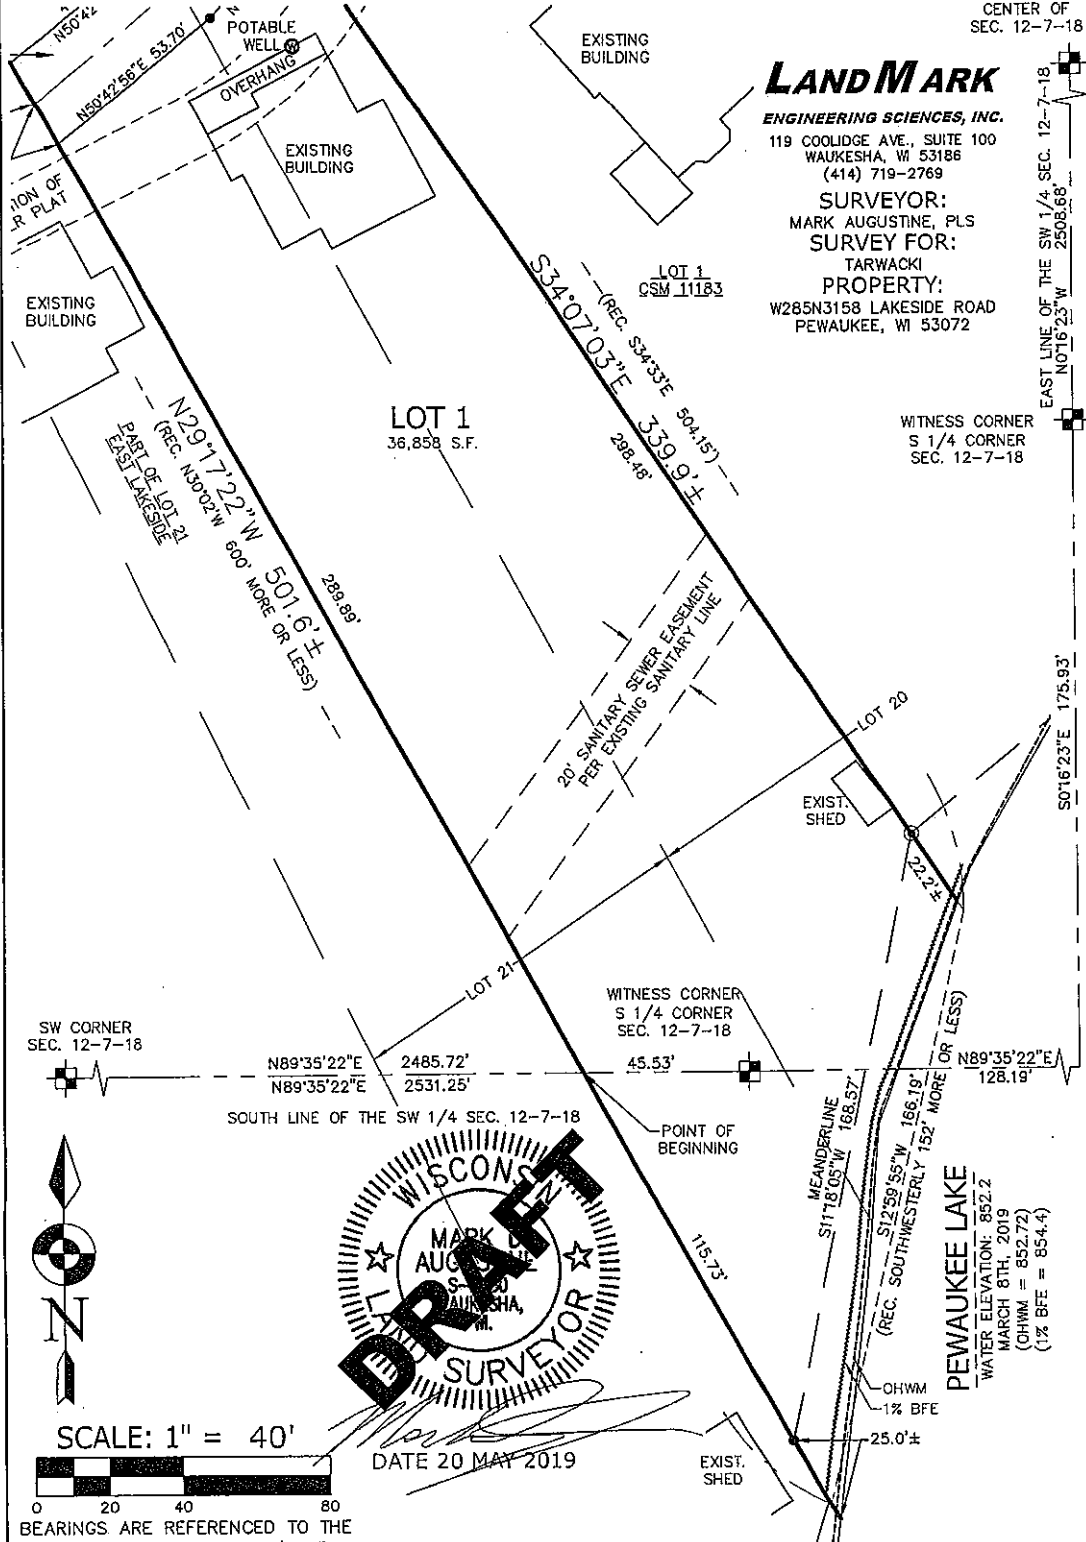 N50°42'
N50°42'56"E 53.70'
POTABLE
WELL
W
OVERHANG
EXISTING
BUILDING
EXISTING
BUILDING
EXISTING
BUILDING
CENTER OF
SEC. 12-7-18
LANDMARK
ENGINEERING SCIENCES, INC.
119 COOLIDGE AVE., SUITE 100
WAUKESHA, WI 53186
(414) 719-2769
SURVEYOR:
MARK AUGUSTINE, PLS
SURVEY FOR:
TARWACKI
PROPERTY:
W285N3158 LAKESIDE ROAD
PEWAUKEE, WI 53072
EAST LINE OF THE SW 1/4 SEC. 12-7-18
N0°16'23"W 2508.68'
LOT 1
CSM 11183
S34°07'03"E 339.9'±
(REC. S34°33'E 504.15')
298.48'
LOT 1
36,858 S.F.
N29°17'22"W 501.6'±
(REC. N30°02'W 600' MORE OR LESS)
289.89'
PART OF LOT 21
EAST LAKESIDE
WITNESS CORNER
S 1/4 CORNER
SEC. 12-7-18
20' SANITARY SEWER EASEMENT
PER EXISTING SANITARY LINE
S0°16'23"E 175.93'
LOT 20
EXIST.
SHED
22.2'±
LOT 21
WITNESS CORNER
S 1/4 CORNER
SEC. 12-7-18
SW CORNER
SEC. 12-7-18
N89°35'22"E 2485.72'
N89°35'22"E 2531.25'
45.53'
N89°35'22"E
128.19'
SOUTH LINE OF THE SW 1/4 SEC. 12-7-18
POINT OF
BEGINNING
MEANDERLINE
S11°18'05"W 168.57'
S12°59'55"W 166.19'
(REC. SOUTHWESTERLY 152' MORE OR LESS)
PEWAUKEE LAKE
WATER ELEVATION: 852.2
MARCH 8TH, 2019
(OHWM = 852.72)
(1% BFE = 854.4)
115.73'
OHWM
1% BFE
25.0'±
EXIST.
SHED
WISCONSIN
MARK
LAND SURVEYOR
DRAFT
N
DATE 20 MAY 2019
SCALE: 1" = 40'
0 20 40 80
BEARINGS ARE REFERENCED TO THE